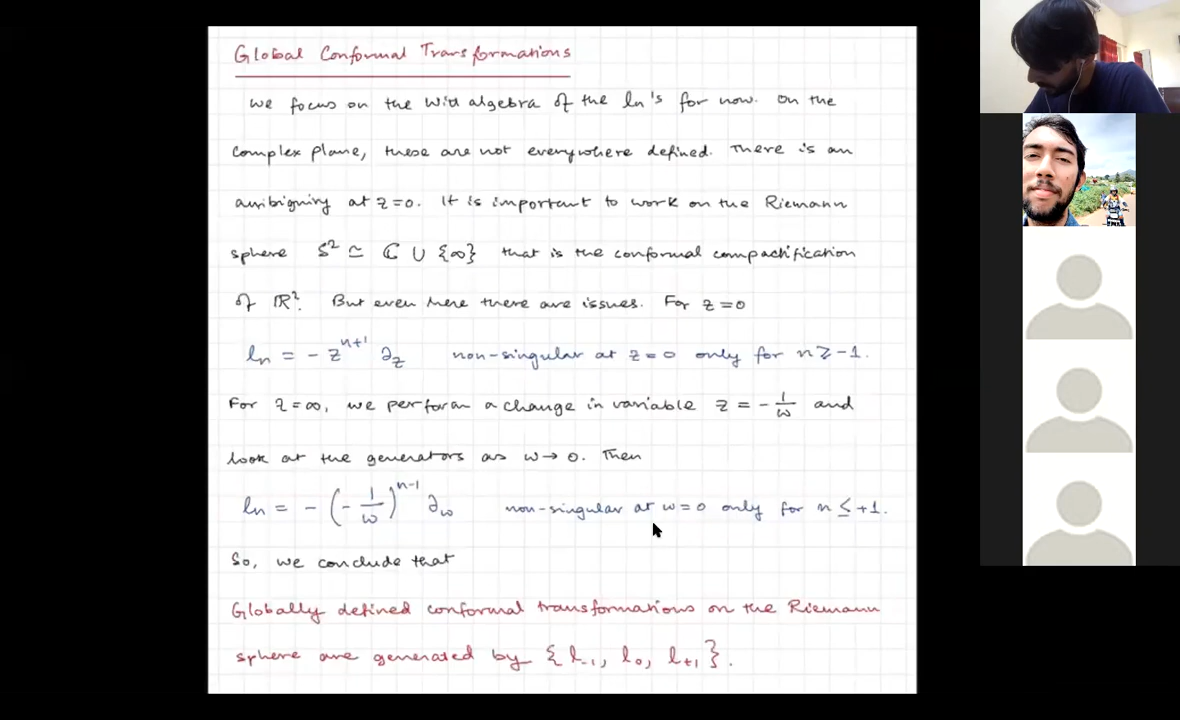 Global Conformal Transformations
We focus on the Witt algebra of the ln's for now. On the
complex plane, these are not everywhere defined. There is an
ambiguity at z=0. It is important to work on the Riemann
sphere S² ≃ ℂ ∪ {∞} that is the conformal compactification
of ℝ². But even here there are issues. For z=0
lₙ = - zⁿ⁺¹ ∂_z non-singular at z=0 only for n ≥ -1.
For z=∞, we perform a change in variable z = - 1/ω and
look at the generators as ω → 0. Then
lₙ = - (- 1/ω)ⁿ⁻¹ ∂_ω non-singular at ω=0 only for n ≤ +1.
So, we conclude that
Globally defined conformal transformations on the Riemann
sphere are generated by {l₋₁, l₀, l₊₁}.